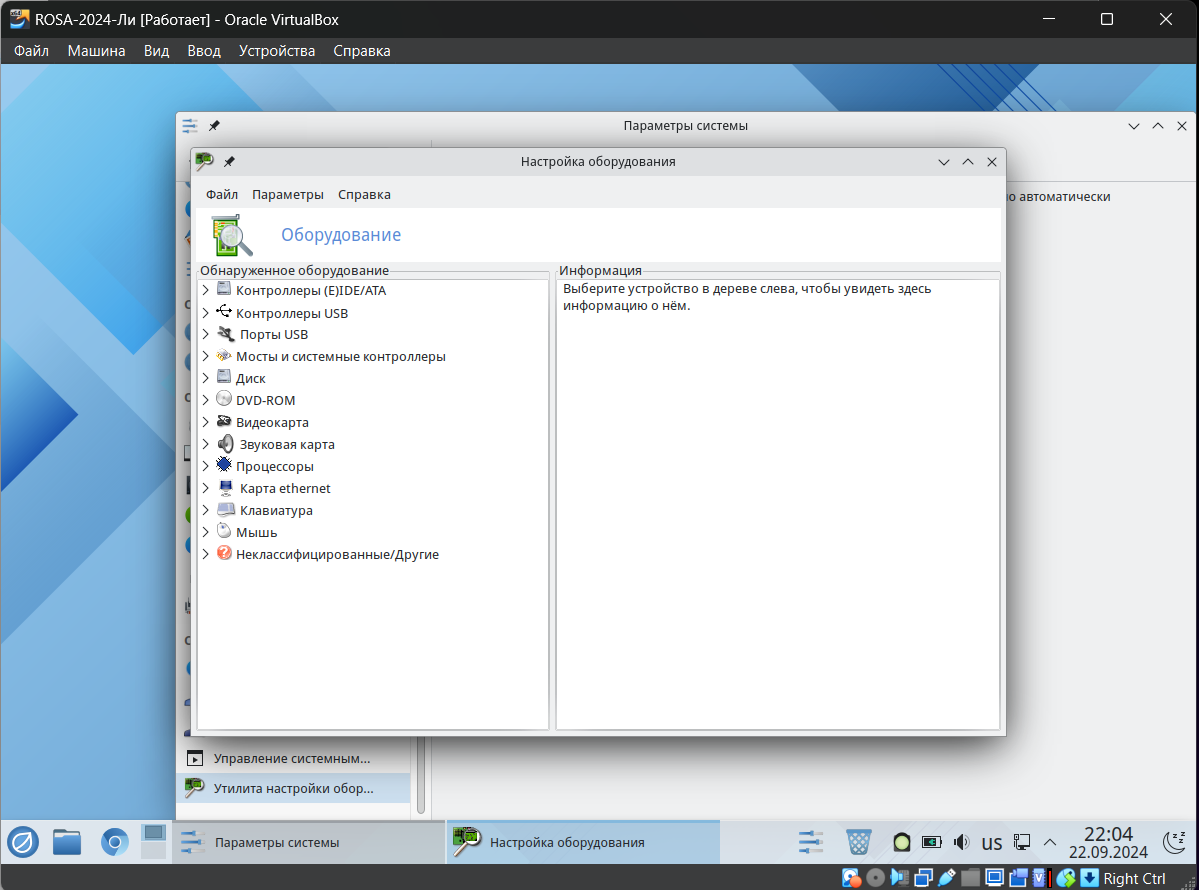 ROSA-2024-Ли [Работает] - Oracle VirtualBox
Файл Машина Вид Ввод Устройства Справка
Параметры системы
Настройка оборудования
Файл Параметры Справка
автоматически
Оборудование
Обнаруженное оборудование
Информация
Контроллеры (E)IDE/ATA
Контроллеры USB
Порты USB
Мосты и системные контроллеры
Диск
DVD-ROM
Видеокарта
Звуковая карта
Процессоры
Карта ethernet
Клавиатура
Мышь
Неклассифицированные/Другие
Выберите устройство в дереве слева, чтобы увидеть здесь
информацию о нём.
Управление системным...
Утилита настройки обор...
Параметры системы
Настройка оборудования
us
22:04
22.09.2024
Right Ctrl